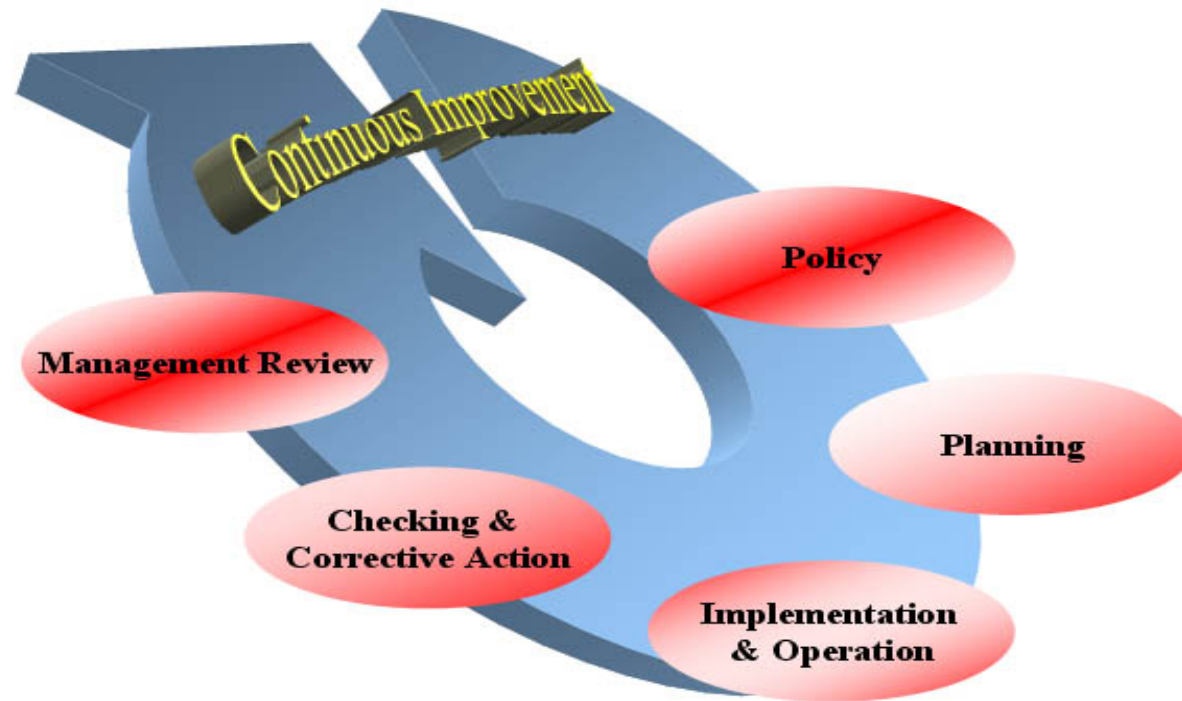 Continuous Improvement
Policy
Planning
Implementation
& Operation
Checking &
Corrective Action
Management Review